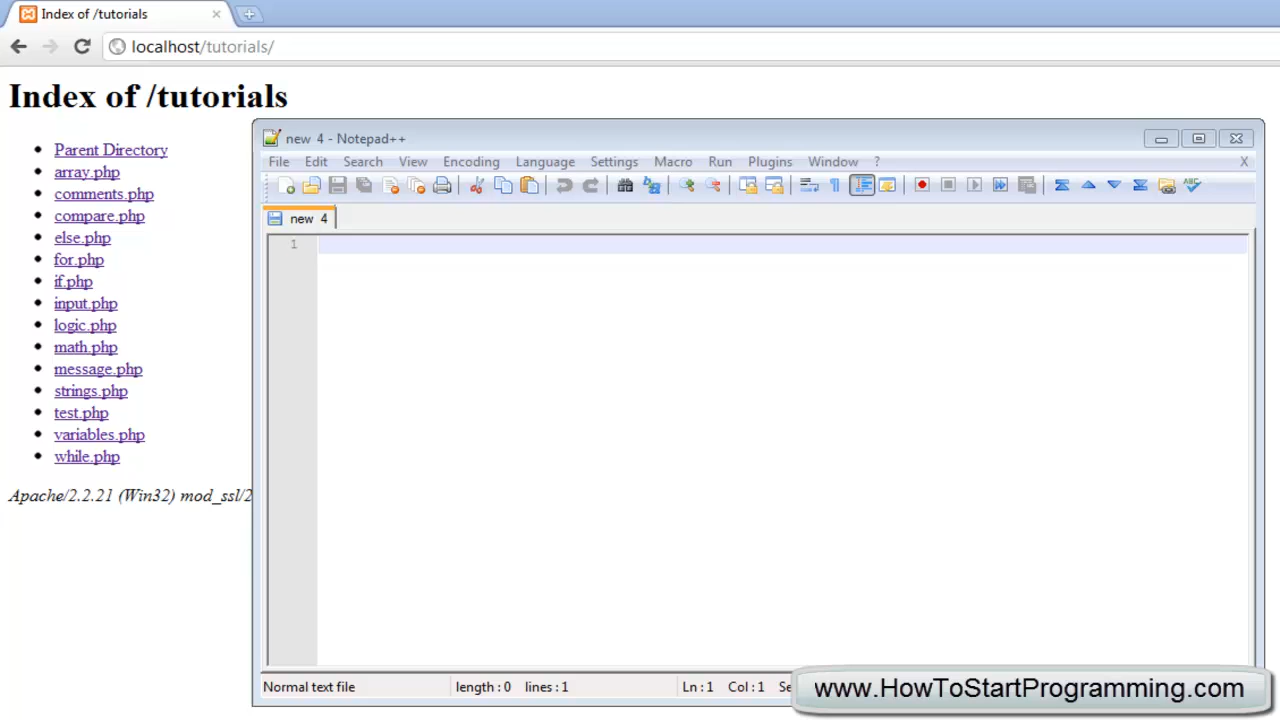 Index of /tutorials
localhost/tutorials/
Index of /tutorials
Parent Directory
array.php
comments.php
compare.php
else.php
for.php
if.php
input.php
logic.php
math.php
message.php
strings.php
test.php
variables.php
while.php
Apache/2.2.21 (Win32) mod_ssl/2
new 4 - Notepad++
File Edit Search View Encoding Language Settings Macro Run Plugins Window ? X
new 4
1
Normal text file length : 0 lines : 1 Ln : 1 Col : 1 Se
www.HowToStartProgramming.com